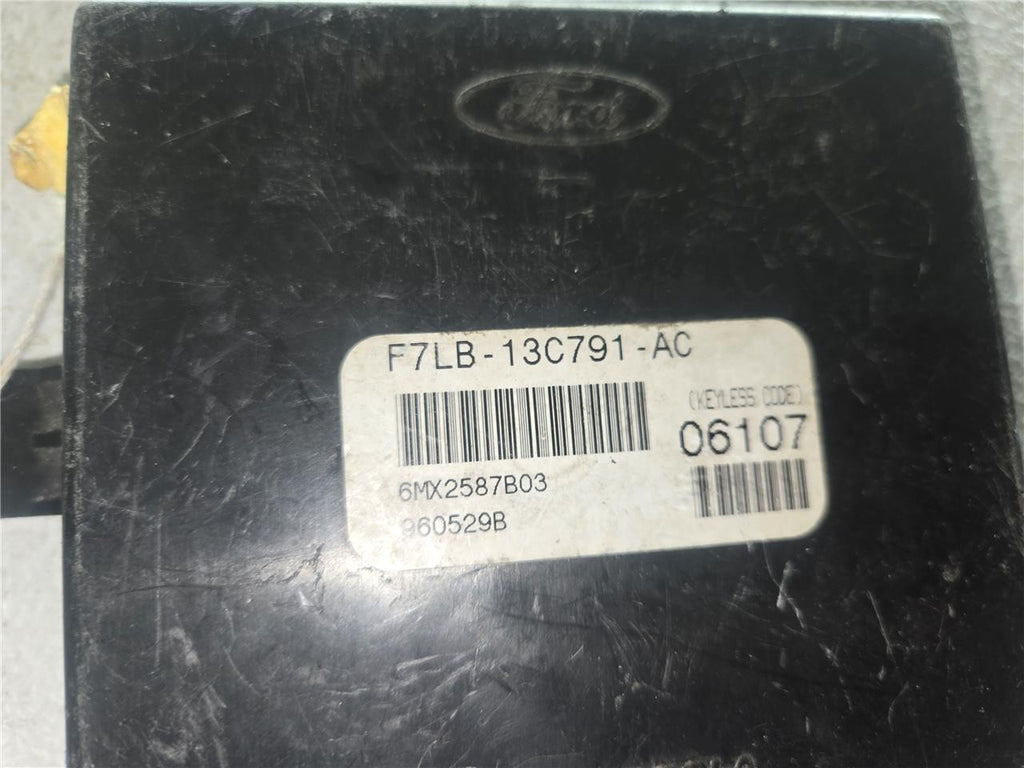 Ford
F7LB-13C791-AC
(KEYLESS CODE)
06107
6MX2587B03
960529B